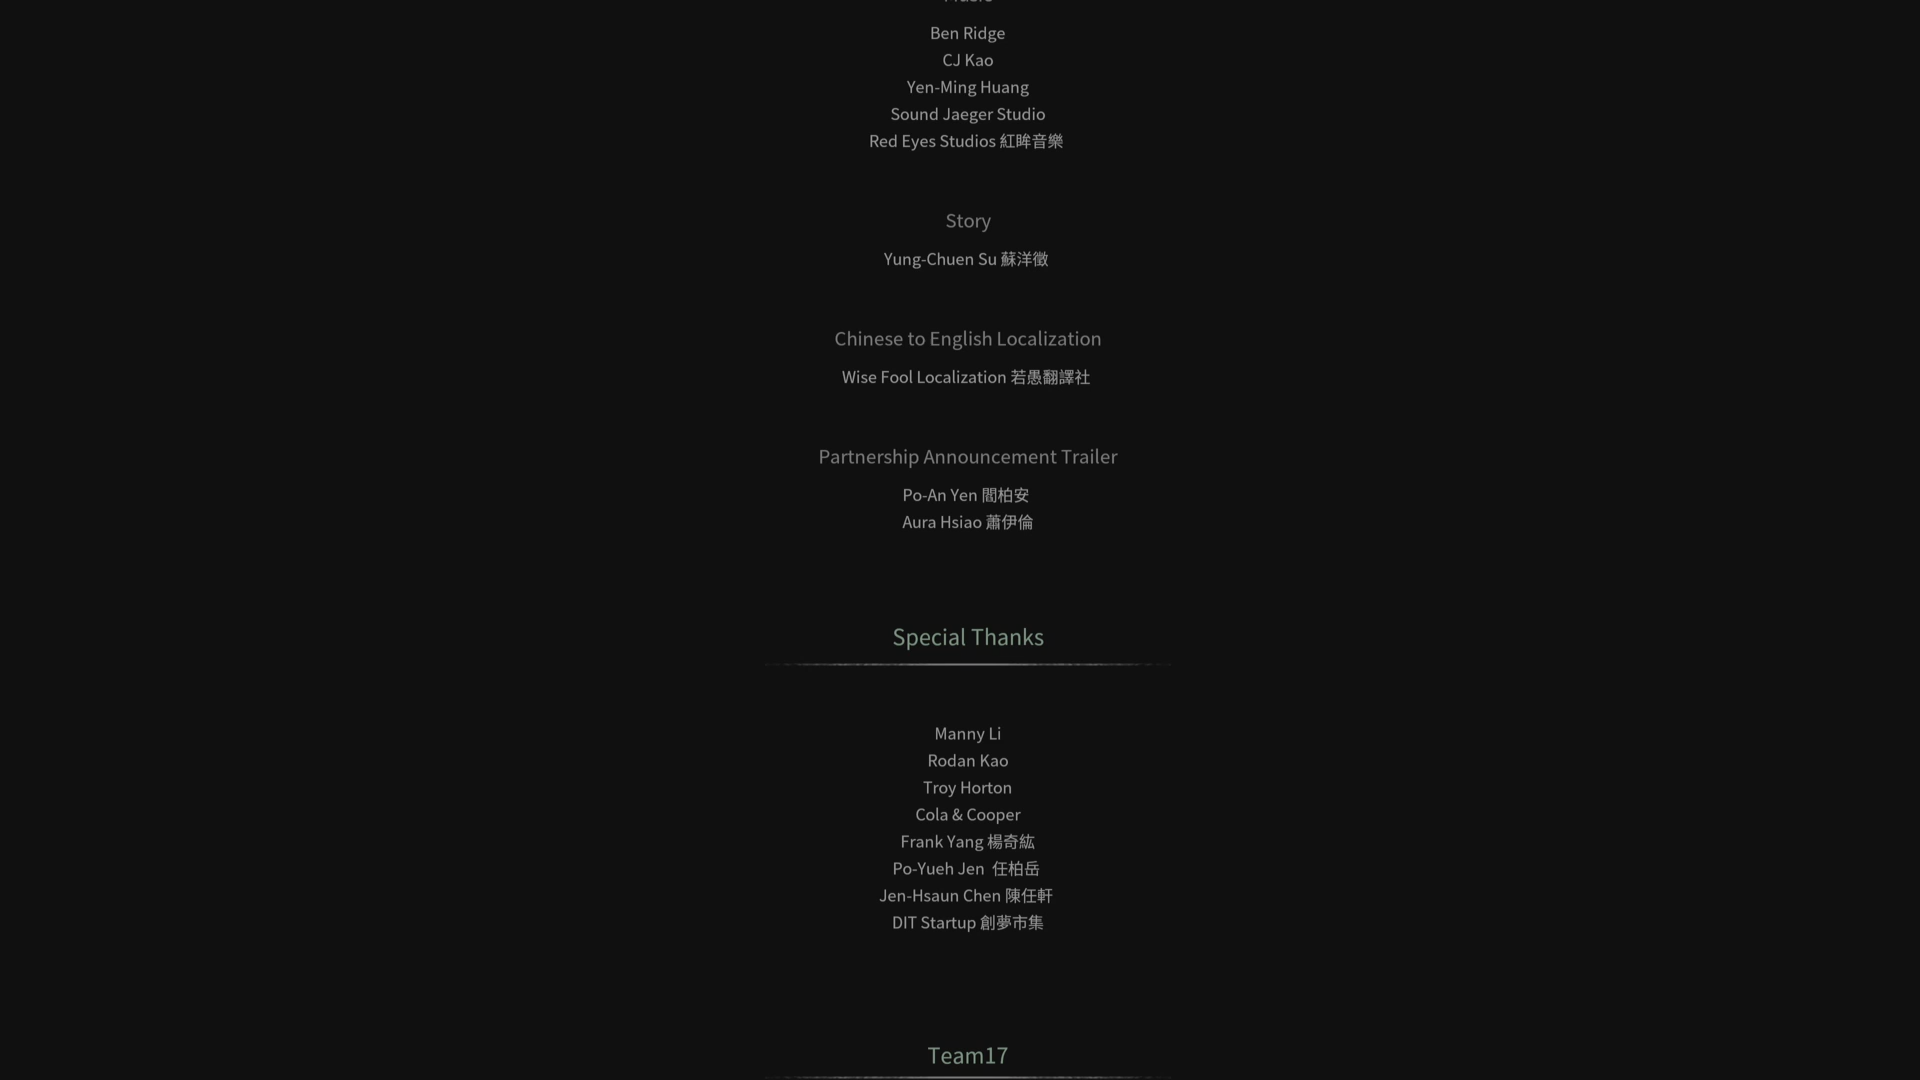 Music
Ben Ridge
CJ Kao
Yen-Ming Huang
Sound Jaeger Studio
Red Eyes Studios 紅眸音樂
Story
Yung-Chuen Su 蘇洋徵
Chinese to English Localization
Wise Fool Localization 若愚翻譯社
Partnership Announcement Trailer
Po-An Yen 閻柏安
Aura Hsiao 蕭伊倫
Special Thanks
Manny Li
Rodan Kao
Troy Horton
Cola & Cooper
Frank Yang 楊奇紘
Po-Yueh Jen 任柏岳
Jen-Hsaun Chen 陳任軒
DIT Startup 創夢市集
Team17